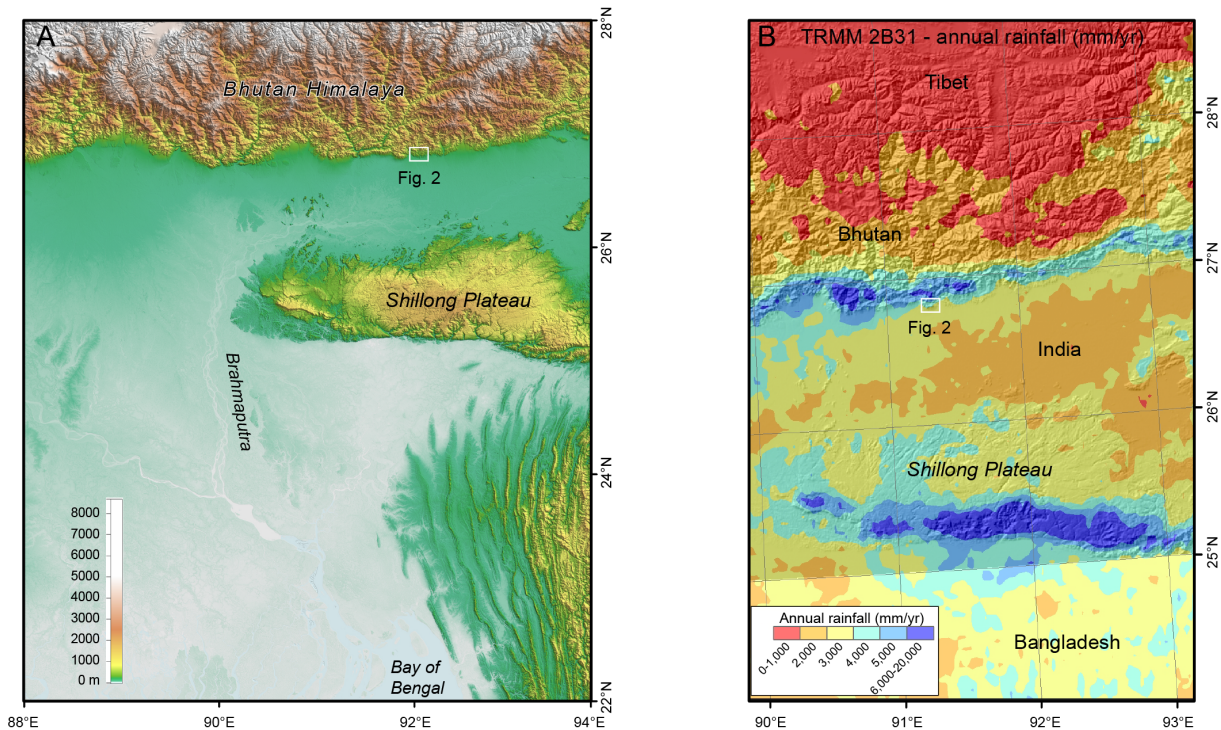 A
28°N
Bhutan Himalaya
Fig. 2
26°N
Shillong Plateau
Brahmaputra
24°N
8000
7000
6000
5000
4000
3000
2000
1000
0 m
Bay of
Bengal
22°N
88°E
90°E
92°E
94°E
B
TRMM 2B31 - annual rainfall (mm/yr)
Tibet
28°N
Bhutan
27°N
Fig. 2
India
26°N
Shillong Plateau
25°N
Annual rainfall (mm/yr)
0-1,000
2,000
3,000
4,000
5,000
6,000-20,000
Bangladesh
90°E
91°E
92°E
93°E